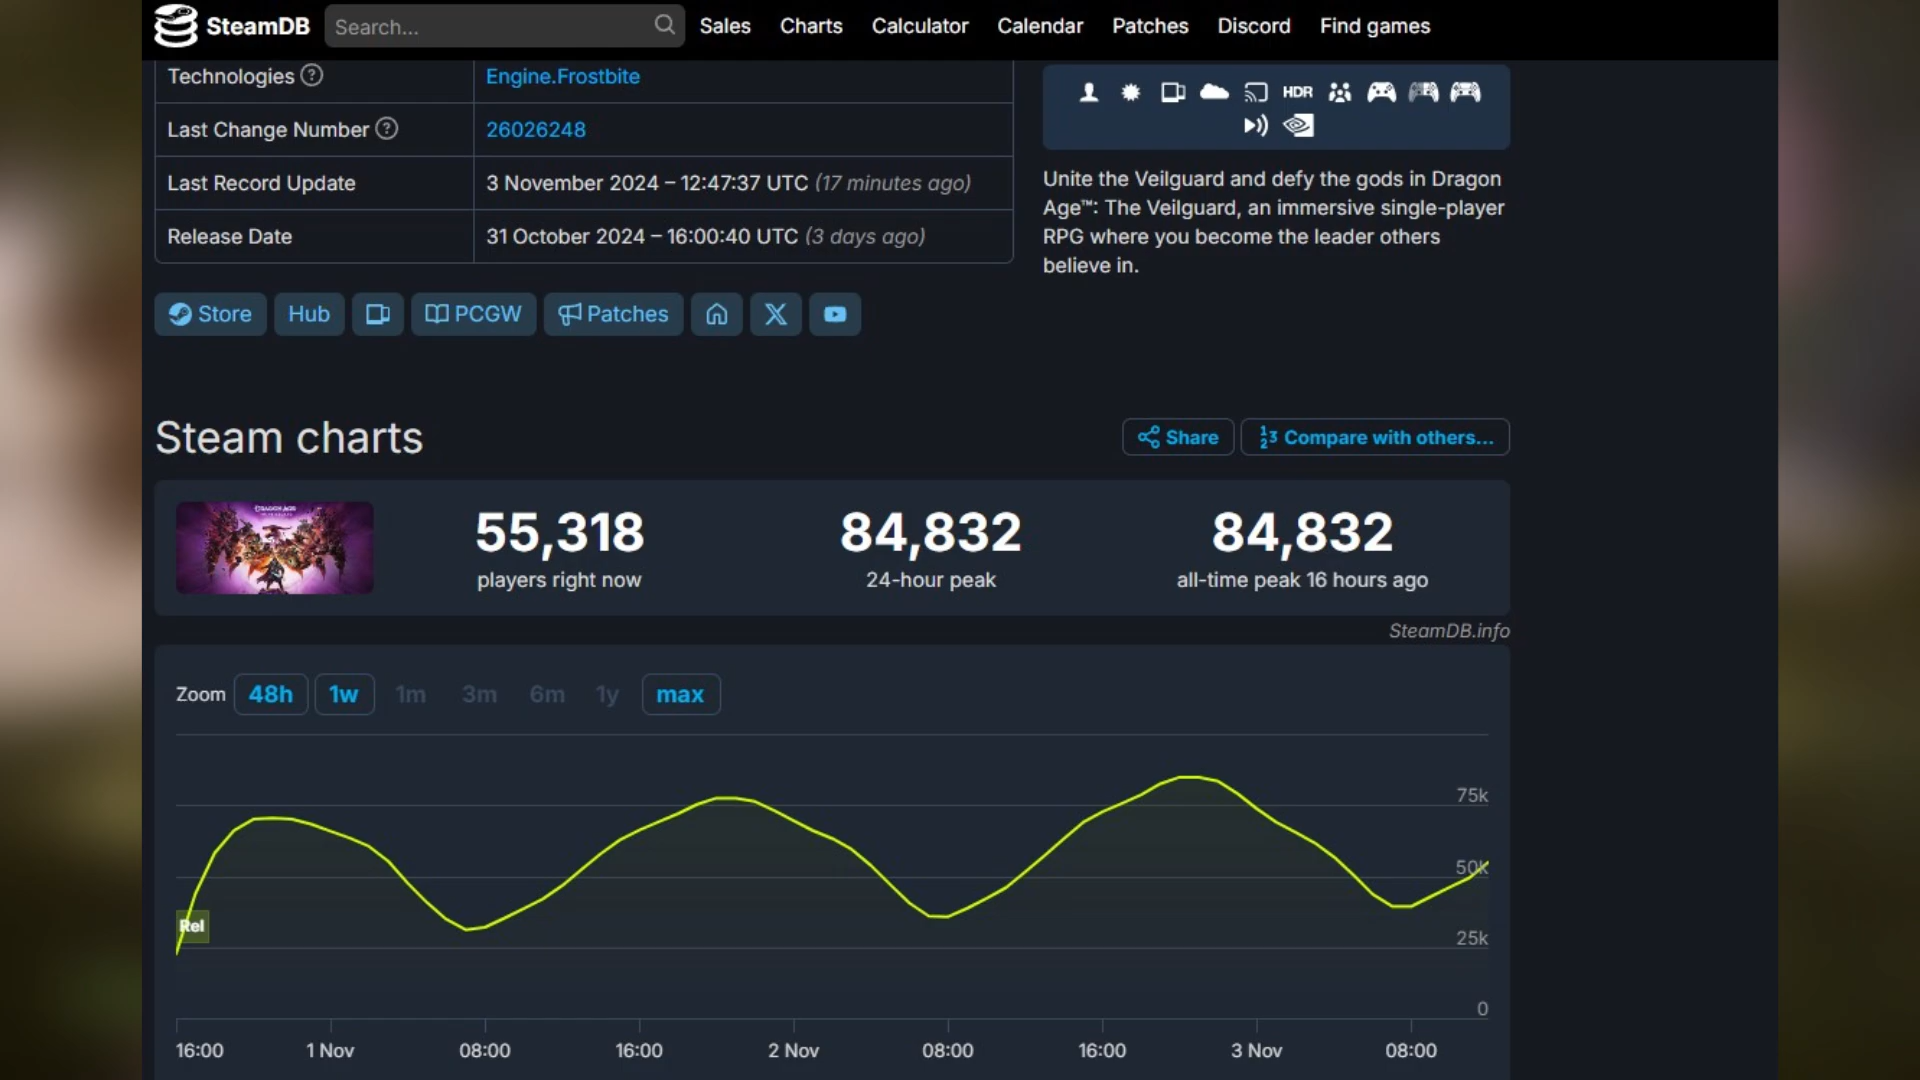 SteamDB
Search...
Sales
Charts
Calculator
Calendar
Patches
Discord
Find games
Technologies ?
Engine.Frostbite
Last Change Number ?
26026248
Last Record Update
3 November 2024 – 12:47:37 UTC (17 minutes ago)
Release Date
31 October 2024 – 16:00:40 UTC (3 days ago)
HDR
Unite the Veilguard and defy the gods in Dragon
Age™: The Veilguard, an immersive single-player
RPG where you become the leader others
believe in.
Store
Hub
PCGW
Patches
Steam charts
Share
Compare with others...
DRAGON AGE
55,318
players right now
84,832
24-hour peak
84,832
all-time peak 16 hours ago
SteamDB.info
Zoom
48h
1w
1m
3m
6m
1y
max
75k
50k
25k
0
Rel
16:00
1 Nov
08:00
16:00
2 Nov
08:00
16:00
3 Nov
08:00